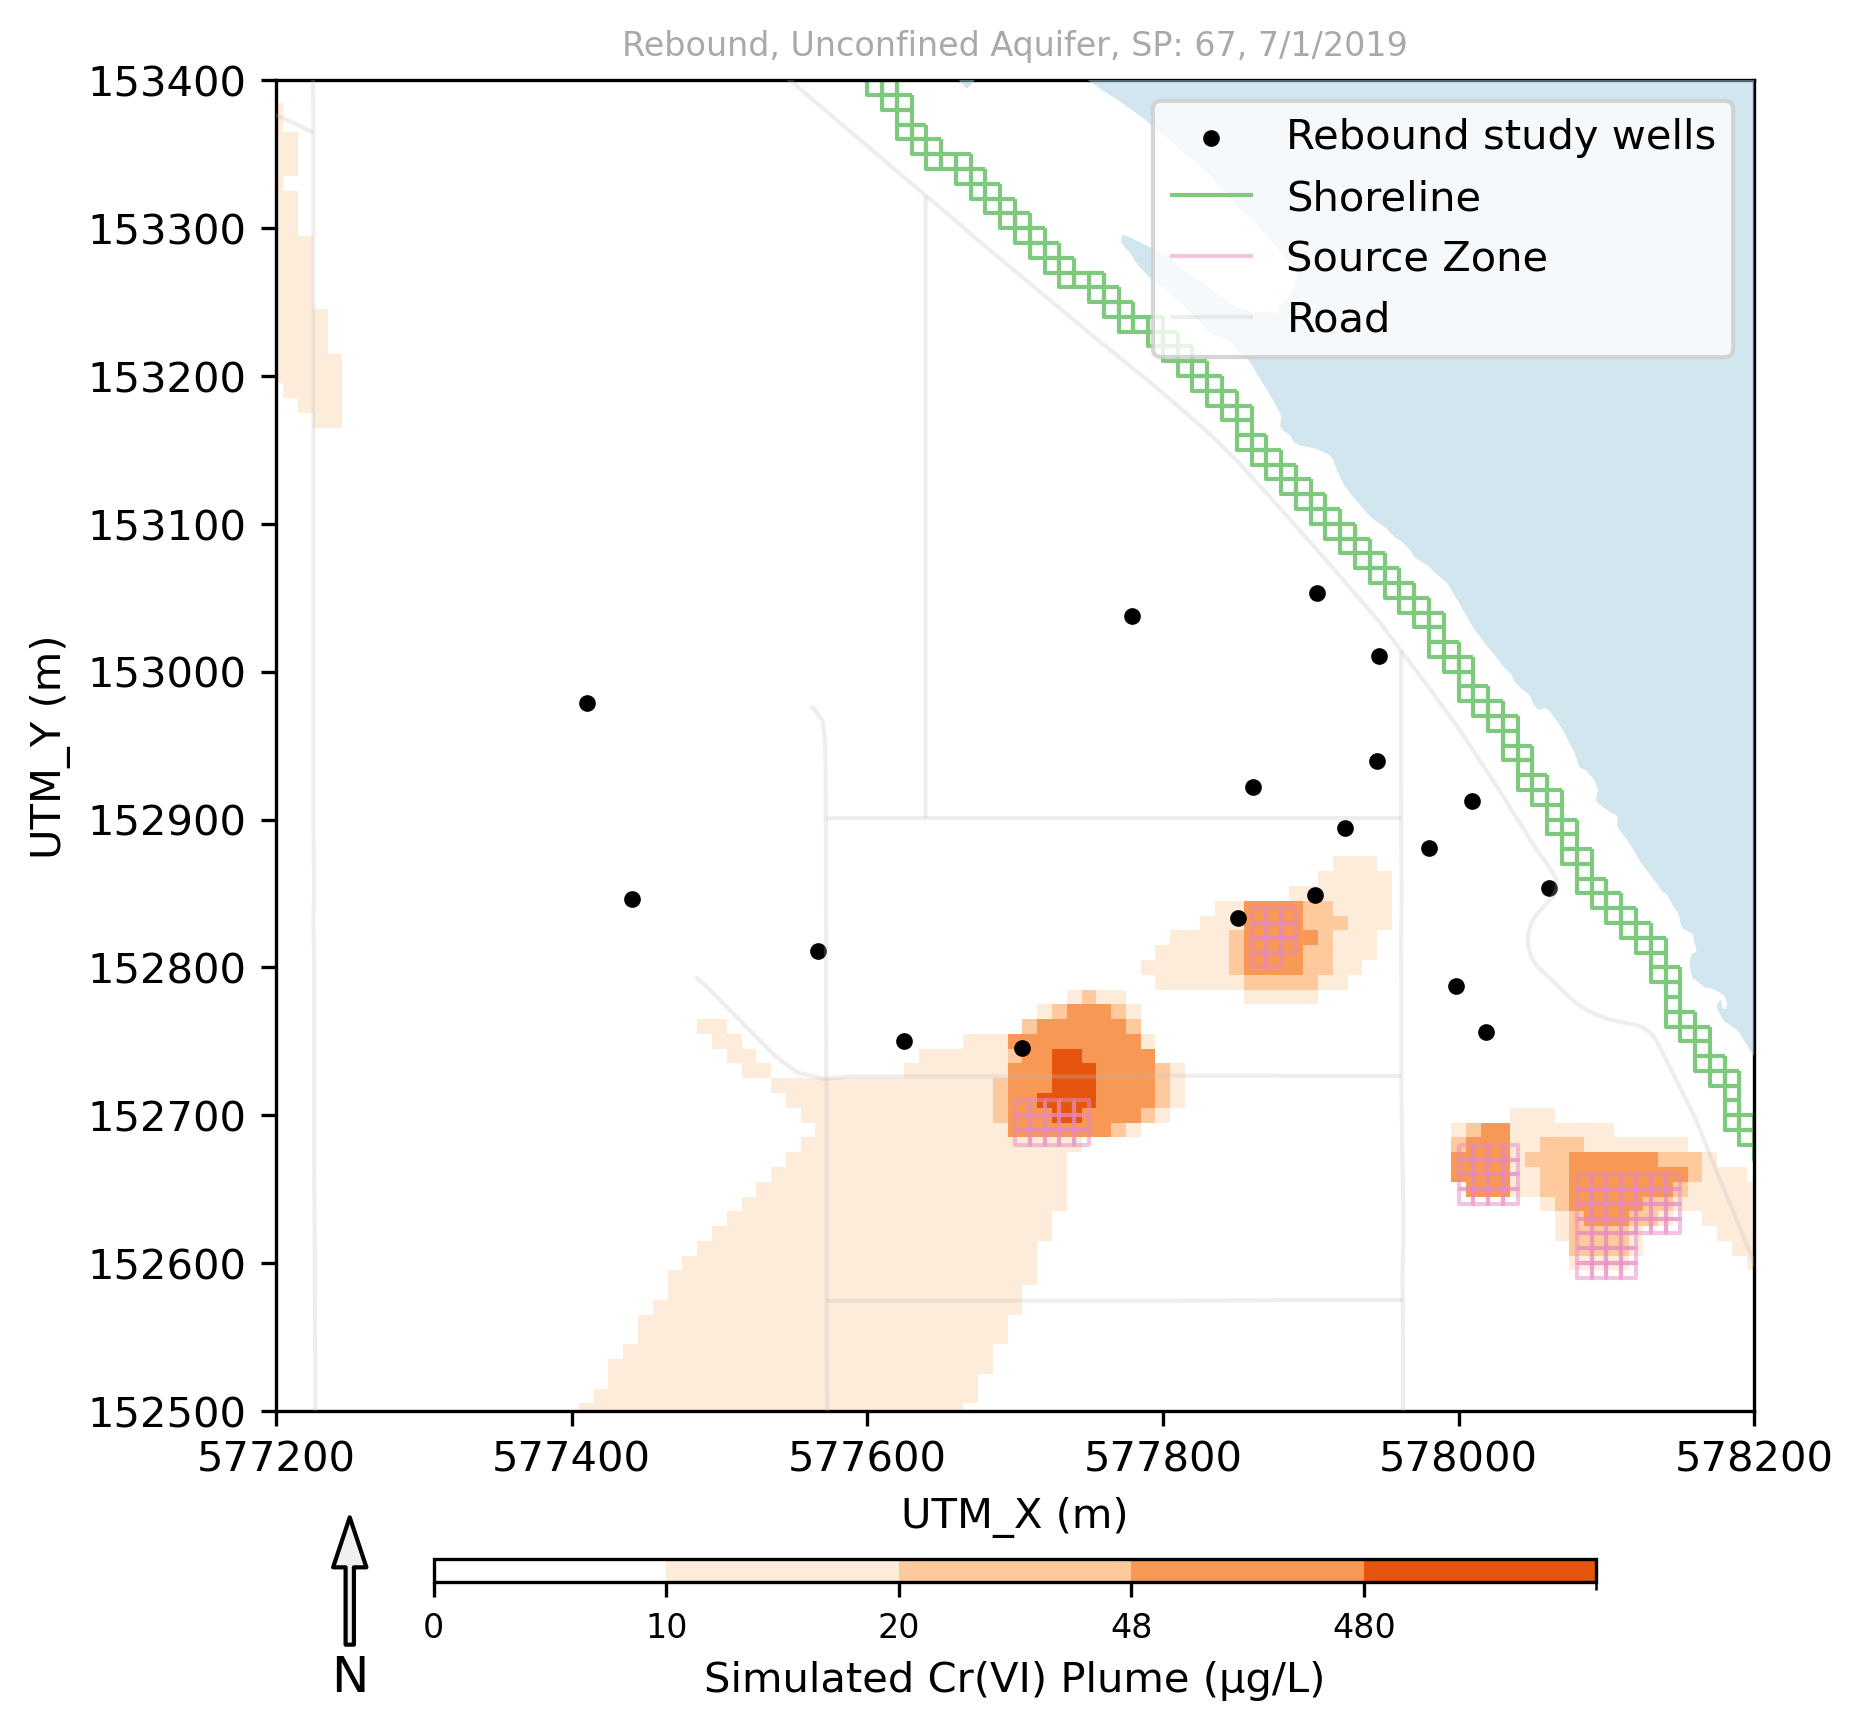 Rebound, Unconfined Aquifer, SP: 67, 7/1/2019
153400
153300
153200
153100
153000
152900
152800
152700
152600
152500
UTM_Y (m)
Rebound study wells
Shoreline
Source Zone
Road
577200 577400 577600 577800 578000 578200
UTM_X (m)
0 10 20 48 480
Simulated Cr(VI) Plume (μg/L)
N